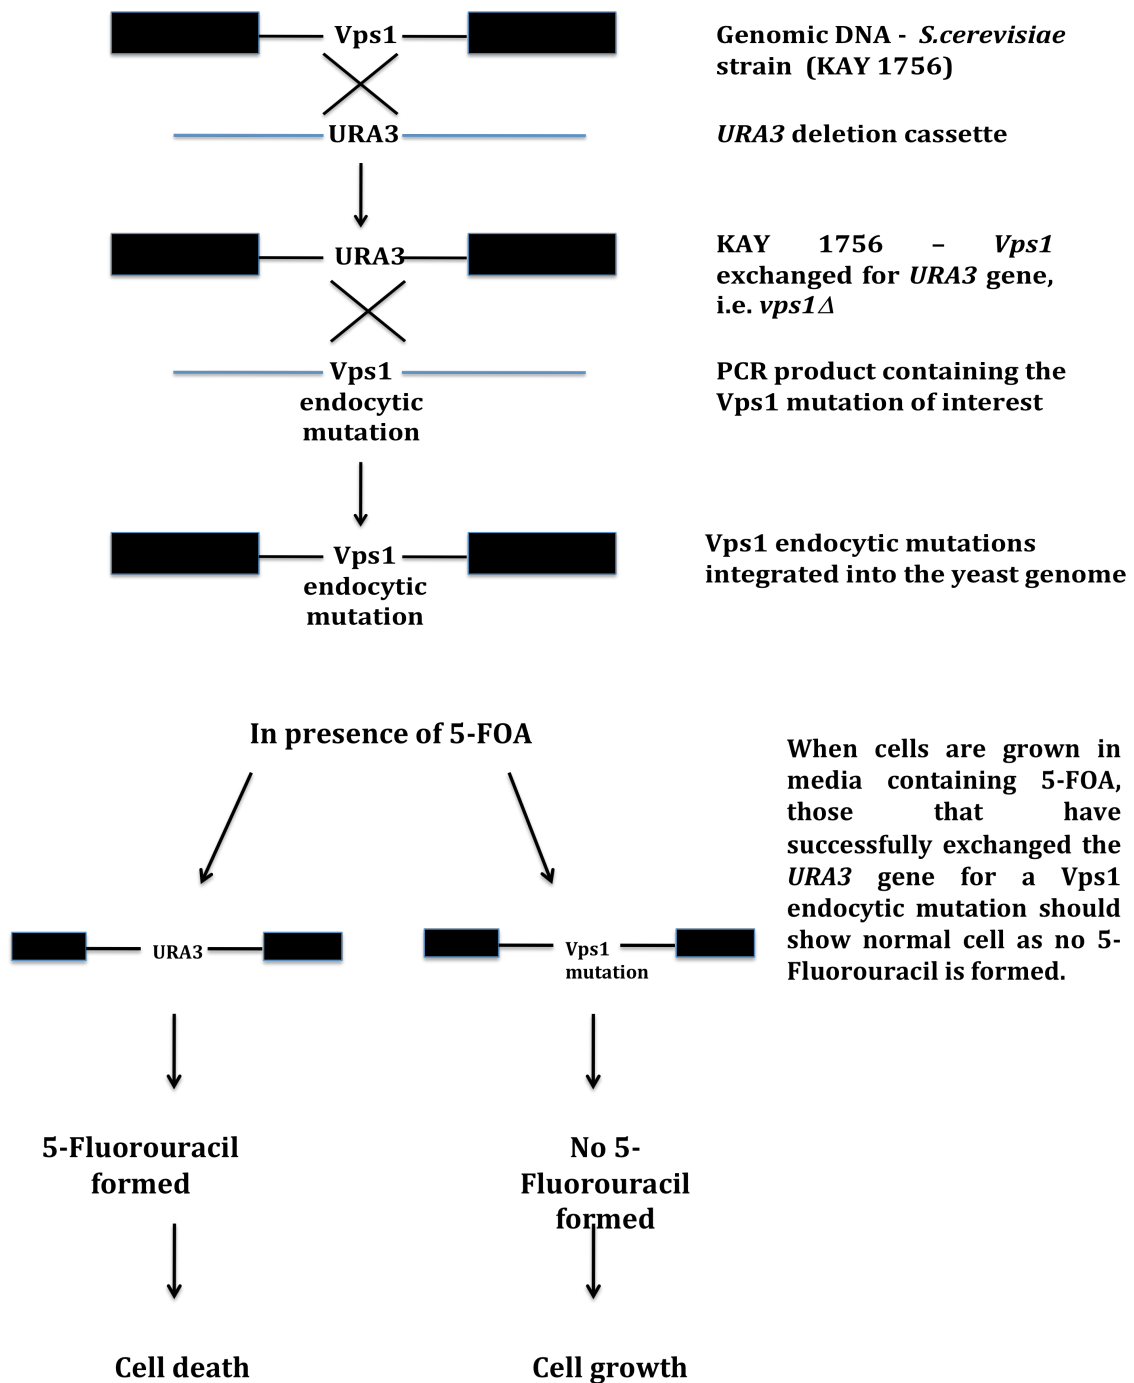 Vps1
Genomic DNA - S.cerevisiae
strain (KAY 1756)
URA3
URA3 deletion cassette
URA3
KAY 1756 – Vps1
exchanged for URA3 gene,
i.e. vps1Δ
Vps1
endocytic
mutation
PCR product containing the
Vps1 mutation of interest
Vps1
endocytic
mutation
Vps1 endocytic mutations
integrated into the yeast genome
In presence of 5-FOA
When cells are grown in
media containing 5-FOA,
those that have
successfully exchanged the
URA3 gene for a Vps1
endocytic mutation should
show normal cell as no 5-
Fluorouracil is formed.
URA3
Vps1
mutation
5-Fluorouracil
formed
No 5-
Fluorouracil
formed
Cell death
Cell growth